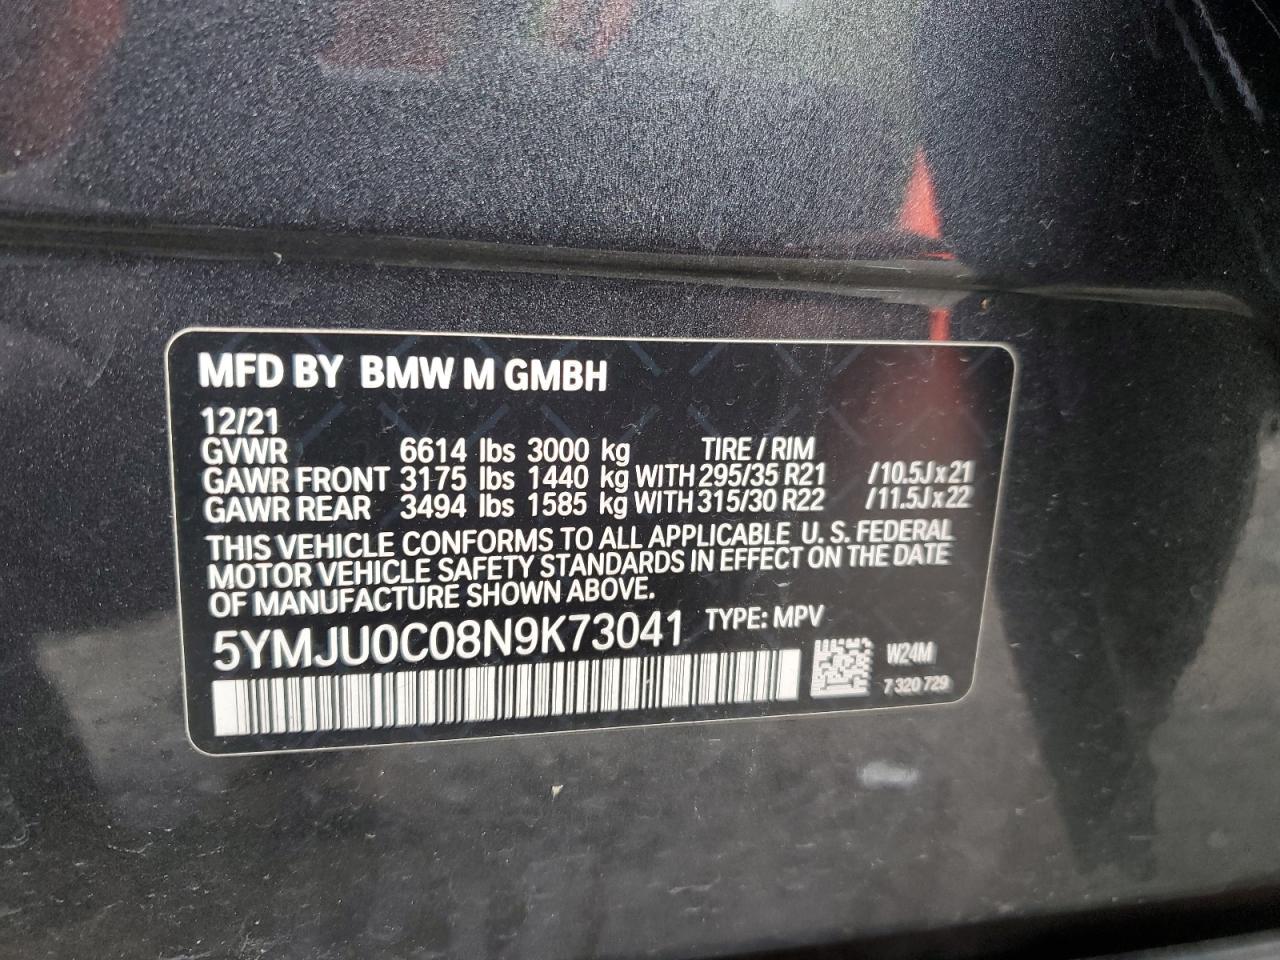 MFD BY BMW M GMBH
12/21
GVWR 6614 lbs 3000 kg TIRE / RIM
GAWR FRONT 3175 lbs 1440 kg WITH 295/35 R21 /10.5J x 21
GAWR REAR 3494 lbs 1585 kg WITH 315/30 R22 /11.5J x 22
THIS VEHICLE CONFORMS TO ALL APPLICABLE U. S. FEDERAL
MOTOR VEHICLE SAFETY STANDARDS IN EFFECT ON THE DATE
OF MANUFACTURE SHOWN ABOVE.
5YMJU0C08N9K73041 TYPE: MPV
W24M
7 320 729